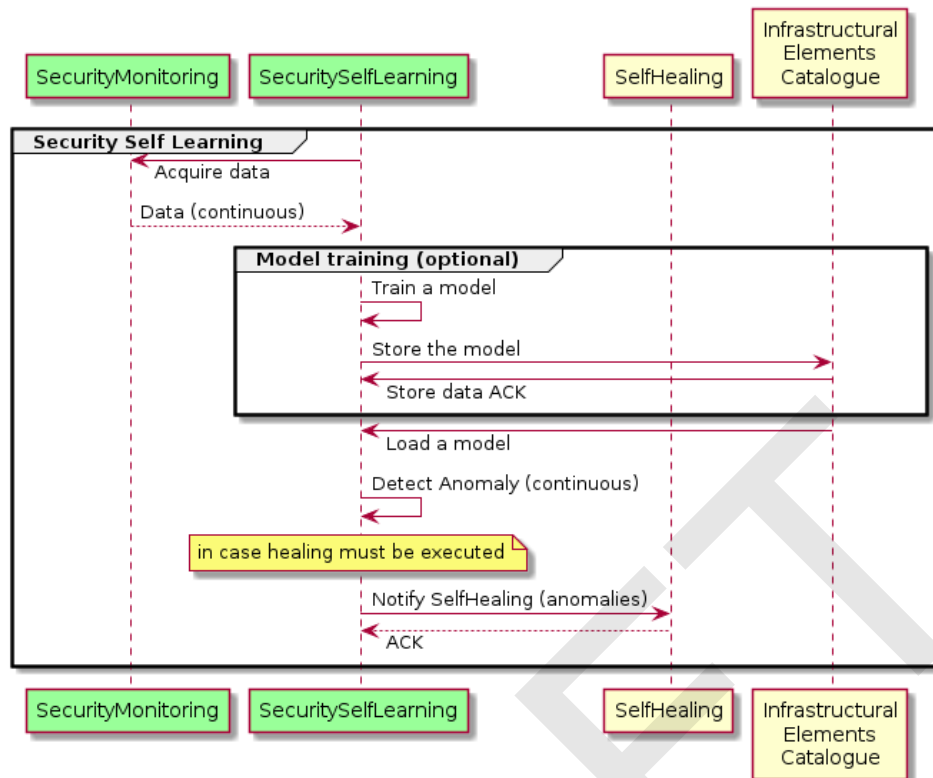 Infrastructural
Elements
Catalogue
SecurityMonitoring
SecuritySelfLearning
SelfHealing
Security Self Learning
Acquire data
Data (continuous)
Model training (optional)
Train a model
Store the model
Store data ACK
Load a model
Detect Anomaly (continuous)
in case healing must be executed
Notify SelfHealing (anomalies)
ACK
SecurityMonitoring
SecuritySelfLearning
SelfHealing
Infrastructural
Elements
Catalogue